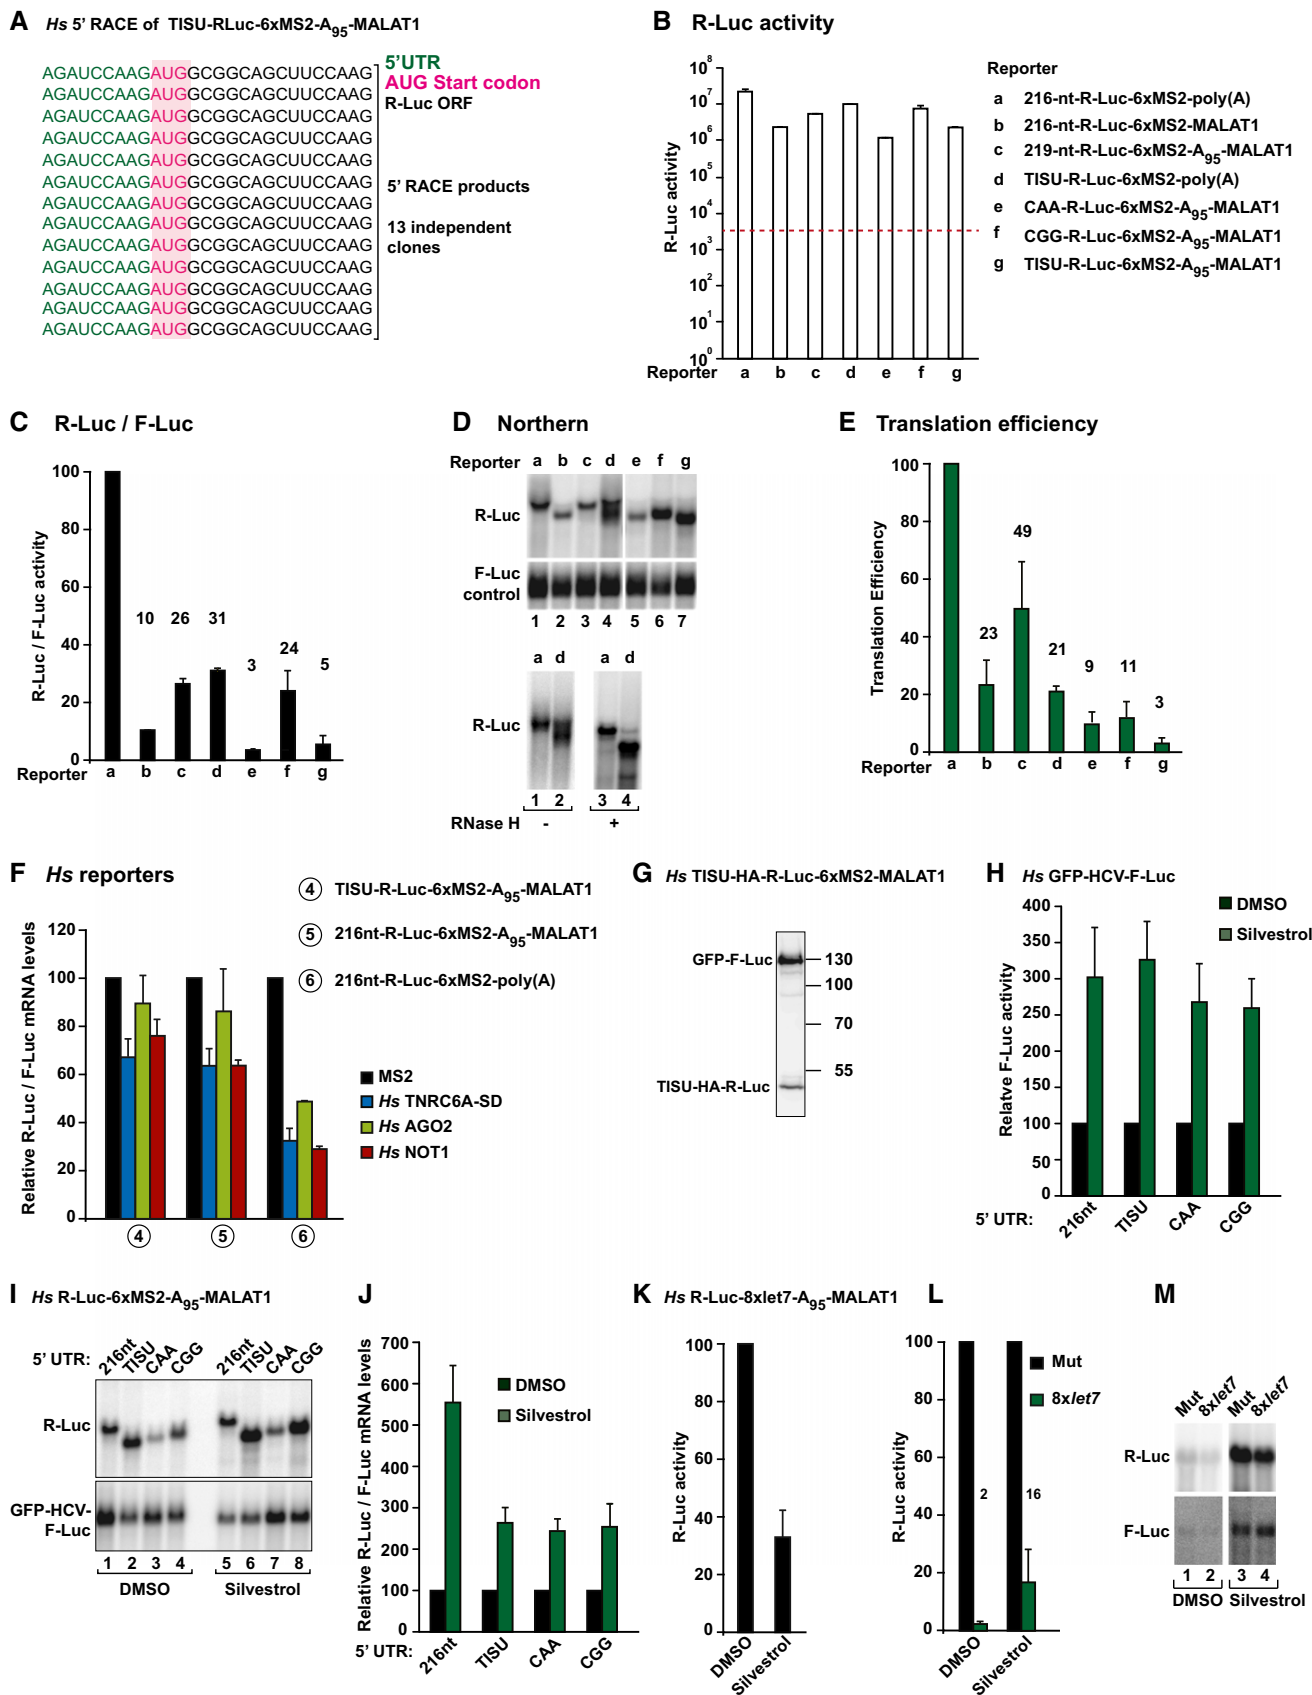 A Hs 5' RACE of TISU-RLuc-6xMS2-A95-MALAT1
AGAUCCAAGAUGGCGGCAGCUUCCAAG
AGAUCCAAGAUGGCGGCAGCUUCCAAG
AGAUCCAAGAUGGCGGCAGCUUCCAAG
AGAUCCAAGAUGGCGGCAGCUUCCAAG
AGAUCCAAGAUGGCGGCAGCUUCCAAG
AGAUCCAAGAUGGCGGCAGCUUCCAAG
AGAUCCAAGAUGGCGGCAGCUUCCAAG
AGAUCCAAGAUGGCGGCAGCUUCCAAG
AGAUCCAAGAUGGCGGCAGCUUCCAAG
AGAUCCAAGAUGGCGGCAGCUUCCAAG
AGAUCCAAGAUGGCGGCAGCUUCCAAG
AGAUCCAAGAUGGCGGCAGCUUCCAAG
AGAUCCAAGAUGGCGGCAGCUUCCAAG
5'UTR
AUG Start codon
R-Luc ORF
5' RACE products
13 independent
clones
B R-Luc activity
R-Luc activity
10^8
10^7
10^6
10^5
10^4
10^3
10^2
10^1
10^0
Reporter a b c d e f g
Reporter
a 216-nt-R-Luc-6xMS2-poly(A)
b 216-nt-R-Luc-6xMS2-MALAT1
c 219-nt-R-Luc-6xMS2-A95-MALAT1
d TISU-R-Luc-6xMS2-poly(A)
e CAA-R-Luc-6xMS2-A95-MALAT1
f CGG-R-Luc-6xMS2-A95-MALAT1
g TISU-R-Luc-6xMS2-A95-MALAT1
C R-Luc / F-Luc
R-Luc / F-Luc activity
100
80
60
40
20
0
10 26 31 3 24 5
Reporter a b c d e f g
D Northern
Reporter a b c d e f g
R-Luc
F-Luc
control
1 2 3 4 5 6 7
a d a d
R-Luc
1 2 3 4
RNase H - +
E Translation efficiency
Translation Efficiency
100
80
60
40
20
0
23 49 21 9 11 3
Reporter a b c d e f g
F Hs reporters
4 TISU-R-Luc-6xMS2-A95-MALAT1
5 216nt-R-Luc-6xMS2-A95-MALAT1
6 216nt-R-Luc-6xMS2-poly(A)
Relative R-Luc / F-Luc mRNA levels
120
100
80
60
40
20
0
4 5 6
MS2
Hs TNRC6A-SD
Hs AGO2
Hs NOT1
G Hs TISU-HA-R-Luc-6xMS2-MALAT1
GFP-F-Luc
TISU-HA-R-Luc
130
100
70
55
H Hs GFP-HCV-F-Luc
DMSO
Silvestrol
Relatve F-Luc activity
400
350
300
250
200
150
100
50
0
5' UTR: 216nt TISU CAA CGG
I Hs R-Luc-6xMS2-A95-MALAT1
5' UTR: 216nt TISU CAA CGG 216nt TISU CAA CGG
R-Luc
GFP-HCV-
F-Luc
1 2 3 4 5 6 7 8
DMSO Silvestrol
J
Relative R-Luc / F-Luc mRNA levels
700
600
500
400
300
200
100
0
DMSO
Silvestrol
5' UTR: 216nt TISU CAA CGG
K Hs R-Luc-8xlet7-A95-MALAT1
R-Luc activity
100
80
60
40
20
0
DMSO Silvestrol
L
R-Luc activity
100
80
60
40
20
0
2 16
Mut
8xlet7
DMSO Silvestrol
M
Mut 8xlet7 Mut 8xlet7
R-Luc
F-Luc
1 2 3 4
DMSO Silvestrol